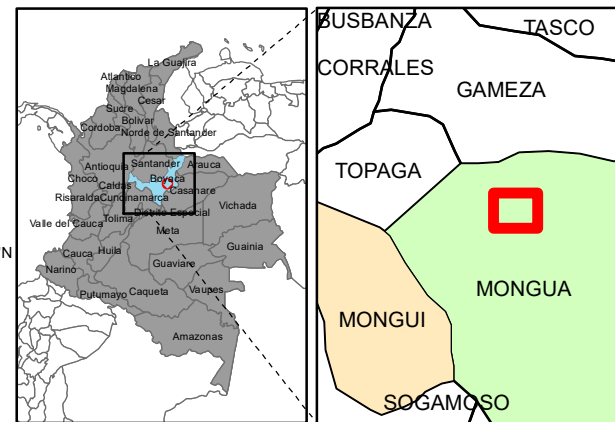 La Guajira
Atlantico
Magdalena
Cesar
Sucre
Bolivar
Cordoba
Norde de Santander
Antioquia
Santander
Arauca
Choco
Boyaca
Caldas
Casanare
Risaralda
Cundinamarca
Vichada
Tolima
Distrito Especial
Valle del Cauca
Meta
Guainia
Cauca
Huila
Narino
Guaviare
Putumayo
Caqueta
Vaupes
Amazonas
'N
BUSBANZA
TASCO
CORRALES
GAMEZA
TOPAGA
MONGUA
MONGUI
SOGAMOSO